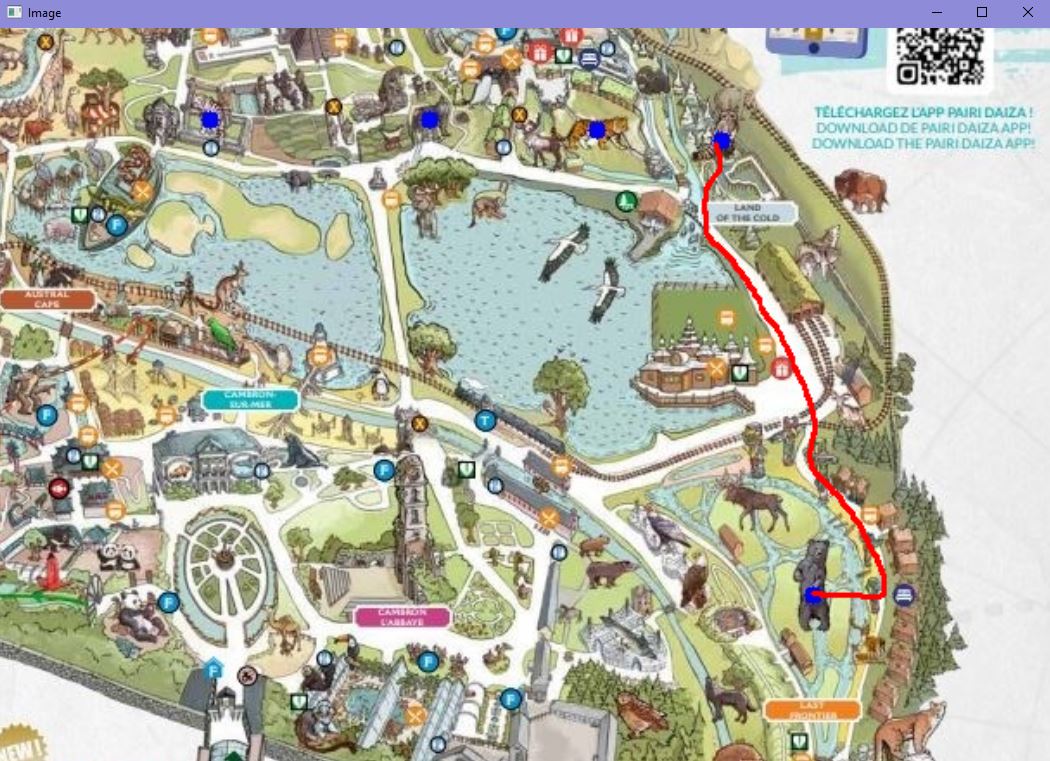 Image
TÉLÉCHARGEZ L'APP PAIRI DAIZA !
DOWNLOAD DE PAIRI DAIZA APP!
DOWNLOAD THE PAIRI DAIZA APP!
LAND
OF THE COLD
AUSTRAL
CAPE
CAMBRON-
SUR-MER
CAMBRON
L'ABBAYE
LAST
FRONTIER
NEW!
F
F
T
F
F
F
F
F
F
X
X
X
X